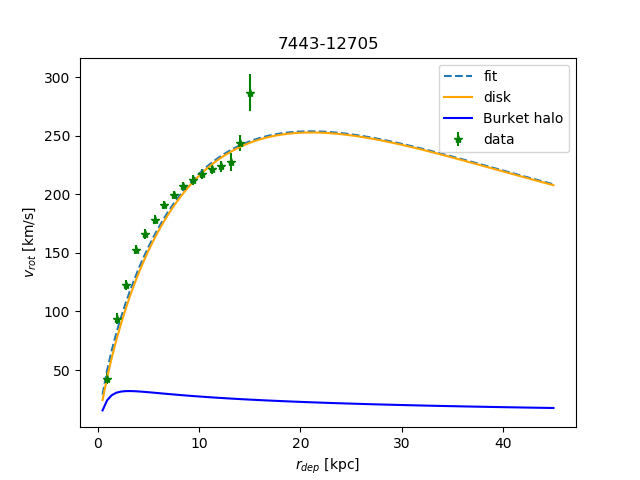 7443-12705
300
250
200
150
100
50
v_rot [km/s]
fit
disk
Burket halo
data
0
10
20
30
40
r_dep [kpc]